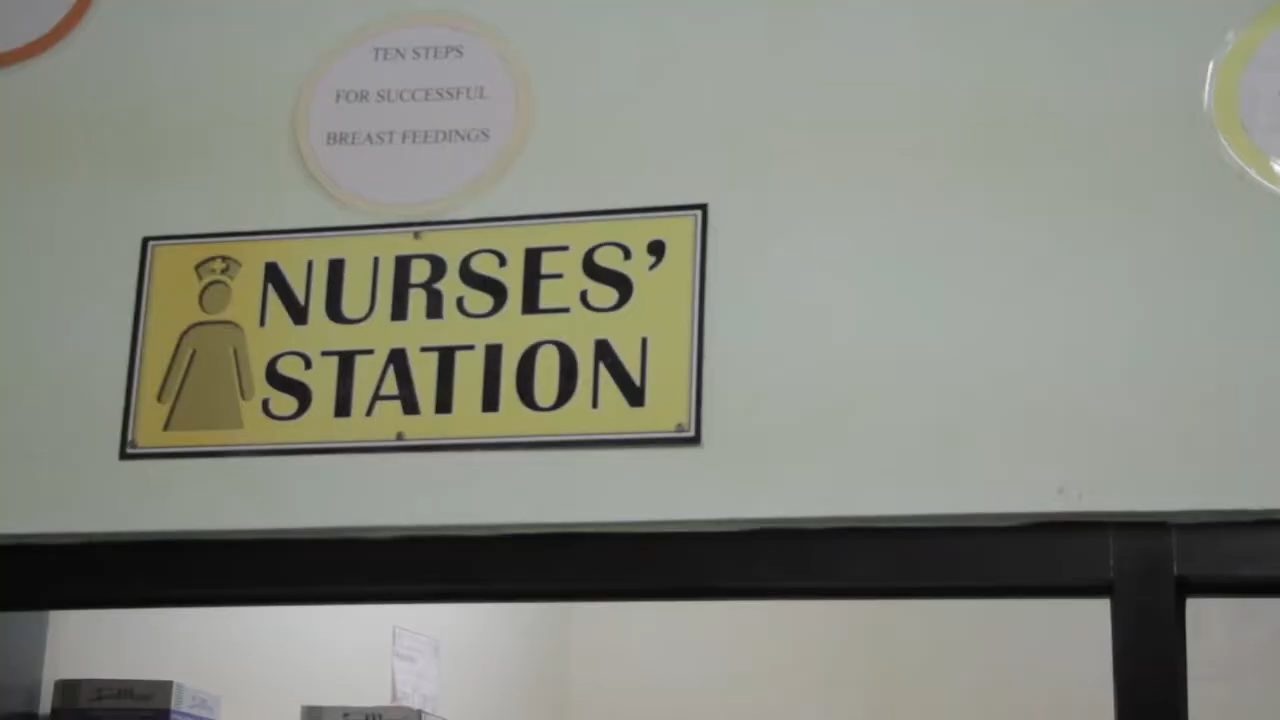 TEN STEPS
FOR SUCCESSFUL
BREAST FEEDINGS
NURSES’
STATION